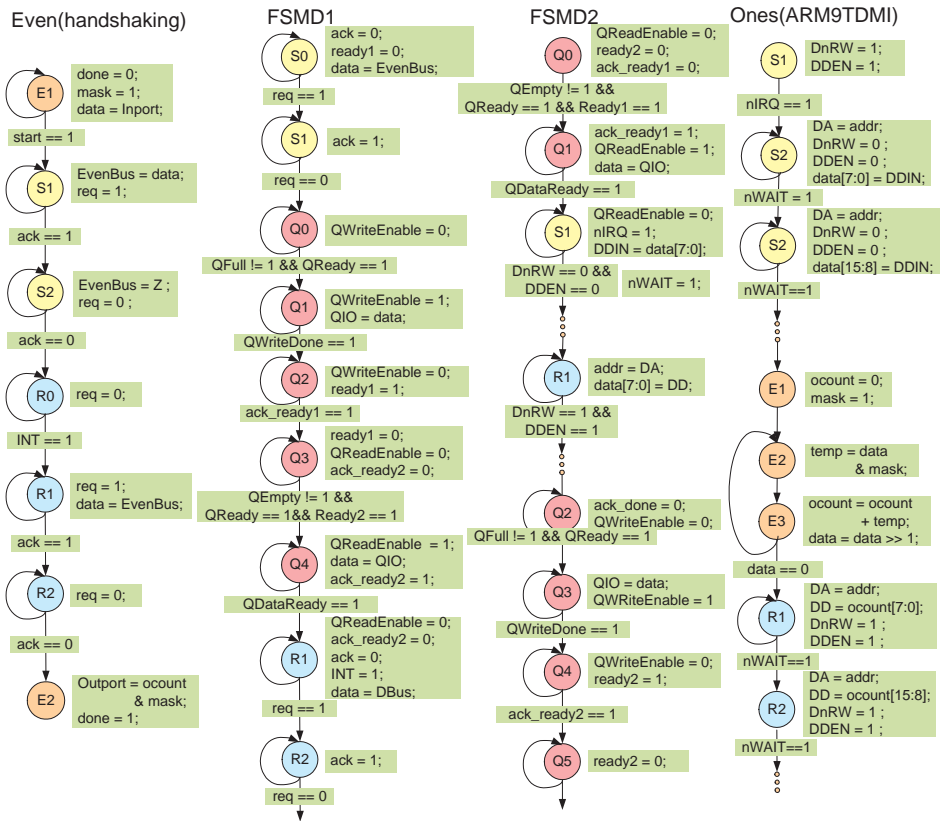 Even(handshaking)
E1
done = 0;
mask = 1;
data = Inport;
start == 1
S1
EvenBus = data;
req = 1;
ack == 1
S2
EvenBus = Z ;
req = 0 ;
ack == 0
R0
req = 0;
INT == 1
R1
req = 1;
data = EvenBus;
ack == 1
R2
req = 0;
ack == 0
E2
Outport = ocount
& mask;
done = 1;
FSMD1
S0
ack = 0;
ready1 = 0;
data = EvenBus;
req == 1
S1
ack = 1;
req == 0
Q0
QWriteEnable = 0;
QFull != 1 && QReady == 1
Q1
QWriteEnable = 1;
QIO = data;
QWriteDone == 1
Q2
QWriteEnable = 0;
ready1 = 1;
ack_ready1 == 1
Q3
ready1 = 0;
QReadEnable = 0;
ack_ready2 = 0;
QEmpty != 1 &&
QReady == 1&& Ready2 == 1
Q4
QReadEnable = 1;
data = QIO;
ack_ready2 = 1;
QDataReady == 1
R1
QReadEnable = 0;
ack_ready2 = 0;
ack = 0;
INT = 1;
data = DBus;
req == 1
R2
ack = 1;
req == 0
FSMD2
Q0
QReadEnable = 0;
ready2 = 0;
ack_ready1 = 0;
QEmpty != 1 &&
QReady == 1 && Ready1 == 1
Q1
ack_ready1 = 1;
QReadEnable = 1;
data = QIO;
QDataReady == 1
S1
QReadEnable = 0;
nIRQ = 1;
DDIN = data[7:0];
DnRW == 0 &&
DDEN == 0
nWAIT = 1;
R1
addr = DA;
data[7:0] = DD;
DnRW == 1 &&
DDEN == 1
Q2
ack_done = 0;
QWriteEnable = 0;
QFull != 1 && QReady == 1
Q3
QIO = data;
QWRiteEnable = 1
QWriteDone == 1
Q4
QWriteEnable = 0;
ready2 = 1;
ack_ready2 == 1
Q5
ready2 = 0;
Ones(ARM9TDMI)
S1
DnRW = 1;
DDEN = 1;
nIRQ == 1
S2
DA = addr;
DnRW = 0 ;
DDEN = 0 ;
data[7:0] = DDIN;
nWAIT = 1
S2
DA = addr;
DnRW = 0 ;
DDEN = 0 ;
data[15:8] = DDIN;
nWAIT==1
E1
ocount = 0;
mask = 1;
E2
temp = data
& mask;
E3
ocount = ocount
+ temp;
data = data >> 1;
data == 0
R1
DA = addr;
DD = ocount[7:0];
DnRW = 1 ;
DDEN = 1 ;
nWAIT==1
R2
DA = addr;
DD = ocount[15:8];
DnRW = 1 ;
DDEN = 1 ;
nWAIT==1